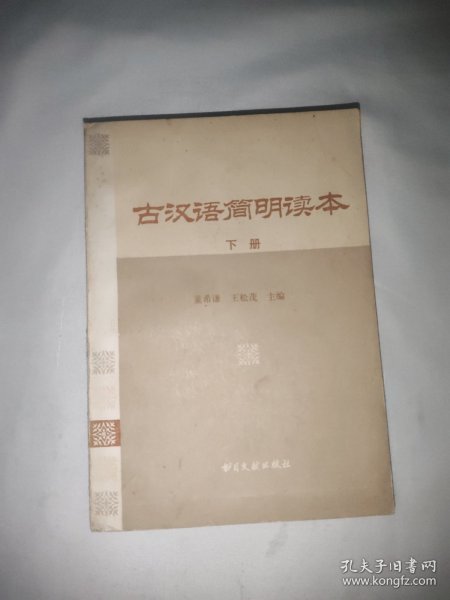 古汉语简明读本
下册
董希谦 王松茂 主编
书目文献出版社
孔夫子旧书网
www.kongfz.com